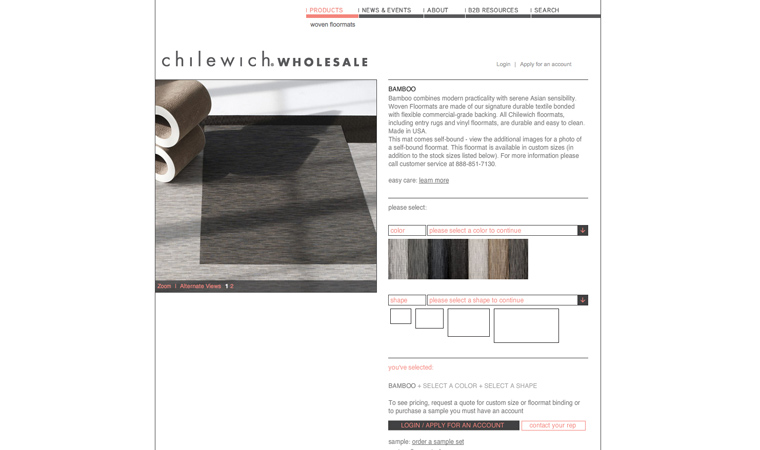 PRODUCTS
NEWS & EVENTS
ABOUT
B2B RESOURCES
SEARCH
woven floormats
chilewich® WHOLESALE
Login | Apply for an account
BAMBOO
Bamboo combines modern practicality with serene Asian sensibility.
Woven Floormats are made of our signature durable textile bonded
with flexible commercial-grade backing. All Chilewich floormats,
including entry rugs and vinyl floormats, are durable and easy to clean.
Made in USA.
This mat comes self-bound - view the additional images for a photo of
a self-bound floormat. This floormat is available in custom sizes (in
addition to the stock sizes listed below). For more information please
call customer service at 888-851-7130.
easy care: learn more
please select:
color
please select a color to continue
Zoom | Alternate Views 1 2
shape
please select a shape to continue
you've selected:
BAMBOO + SELECT A COLOR + SELECT A SHAPE
To see pricing, request a quote for custom size or floormat binding or
to purchase a sample you must have an account
LOGIN / APPLY FOR AN ACCOUNT
contact your rep
sample: order a sample set